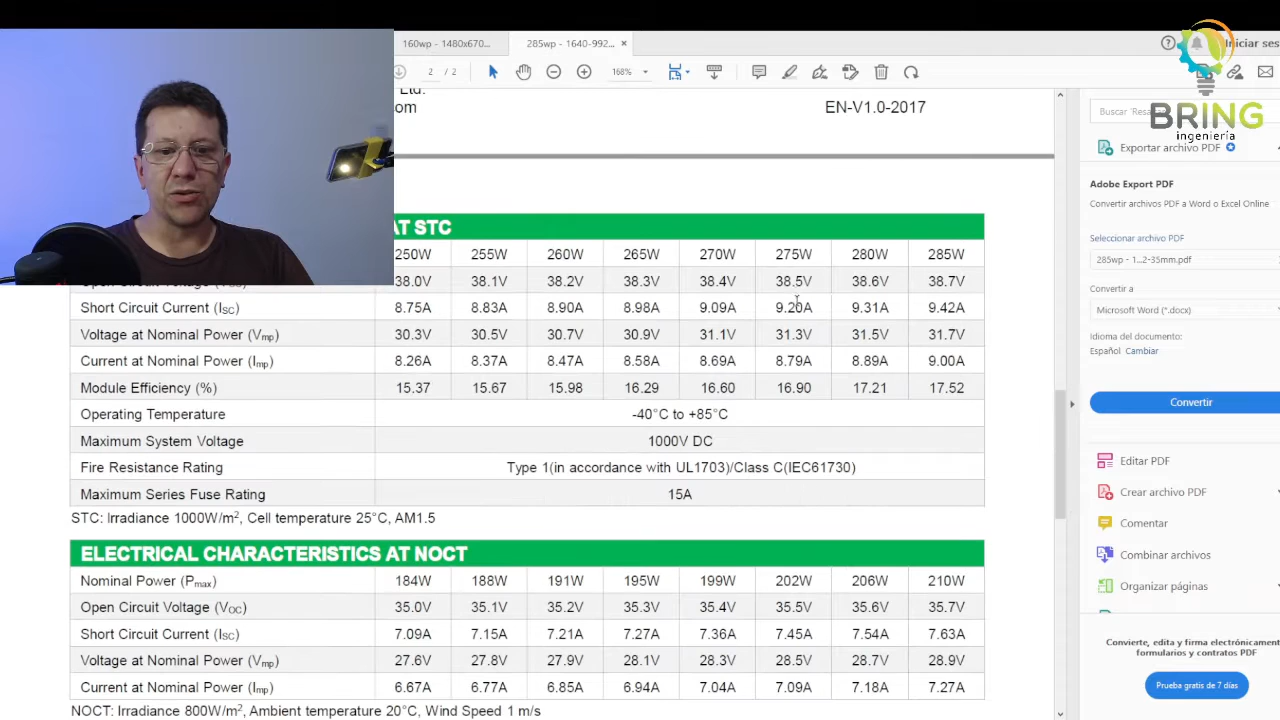 160wp - 1480x670...
285wp - 1640-992... ×
Iniciar ses
2 / 2
168%
Ltd.
om
EN-V1.0-2017
BRING
ingeniería
Buscar 'Res
Exportar archivo PDF
Adobe Export PDF
Convertir archivos PDF a Word o Excel Online
Seleccionar archivo PDF
285wp - 1...2-35mm.pdf
Convertir a
Microsoft Word (*.docx)
Idioma del documento:
Español Cambiar
Convertir
Editar PDF
Crear archivo PDF
Comentar
Combinar archivos
Organizar páginas
Convierte, edita y firma electrónicamen
formularios y contratos PDF
Prueba gratis de 7 días
AT STC
250W 255W 260W 265W 270W 275W 280W 285W
38.0V 38.1V 38.2V 38.3V 38.4V 38.5V 38.6V 38.7V
Short Circuit Current (ISC) 8.75A 8.83A 8.90A 8.98A 9.09A 9.20A 9.31A 9.42A
Voltage at Nominal Power (Vmp) 30.3V 30.5V 30.7V 30.9V 31.1V 31.3V 31.5V 31.7V
Current at Nominal Power (Imp) 8.26A 8.37A 8.47A 8.58A 8.69A 8.79A 8.89A 9.00A
Module Efficiency (%) 15.37 15.67 15.98 16.29 16.60 16.90 17.21 17.52
Operating Temperature -40°C to +85°C
Maximum System Voltage 1000V DC
Fire Resistance Rating Type 1(in accordance with UL1703)/Class C(IEC61730)
Maximum Series Fuse Rating 15A
STC: Irradiance 1000W/m², Cell temperature 25°C, AM1.5
ELECTRICAL CHARACTERISTICS AT NOCT
Nominal Power (Pmax) 184W 188W 191W 195W 199W 202W 206W 210W
Open Circuit Voltage (VOC) 35.0V 35.1V 35.2V 35.3V 35.4V 35.5V 35.6V 35.7V
Short Circuit Current (ISC) 7.09A 7.15A 7.21A 7.27A 7.36A 7.45A 7.54A 7.63A
Voltage at Nominal Power (Vmp) 27.6V 27.8V 27.9V 28.1V 28.3V 28.5V 28.7V 28.9V
Current at Nominal Power (Imp) 6.67A 6.77A 6.85A 6.94A 7.04A 7.09A 7.18A 7.27A
NOCT: Irradiance 800W/m², Ambient temperature 20°C, Wind Speed 1 m/s